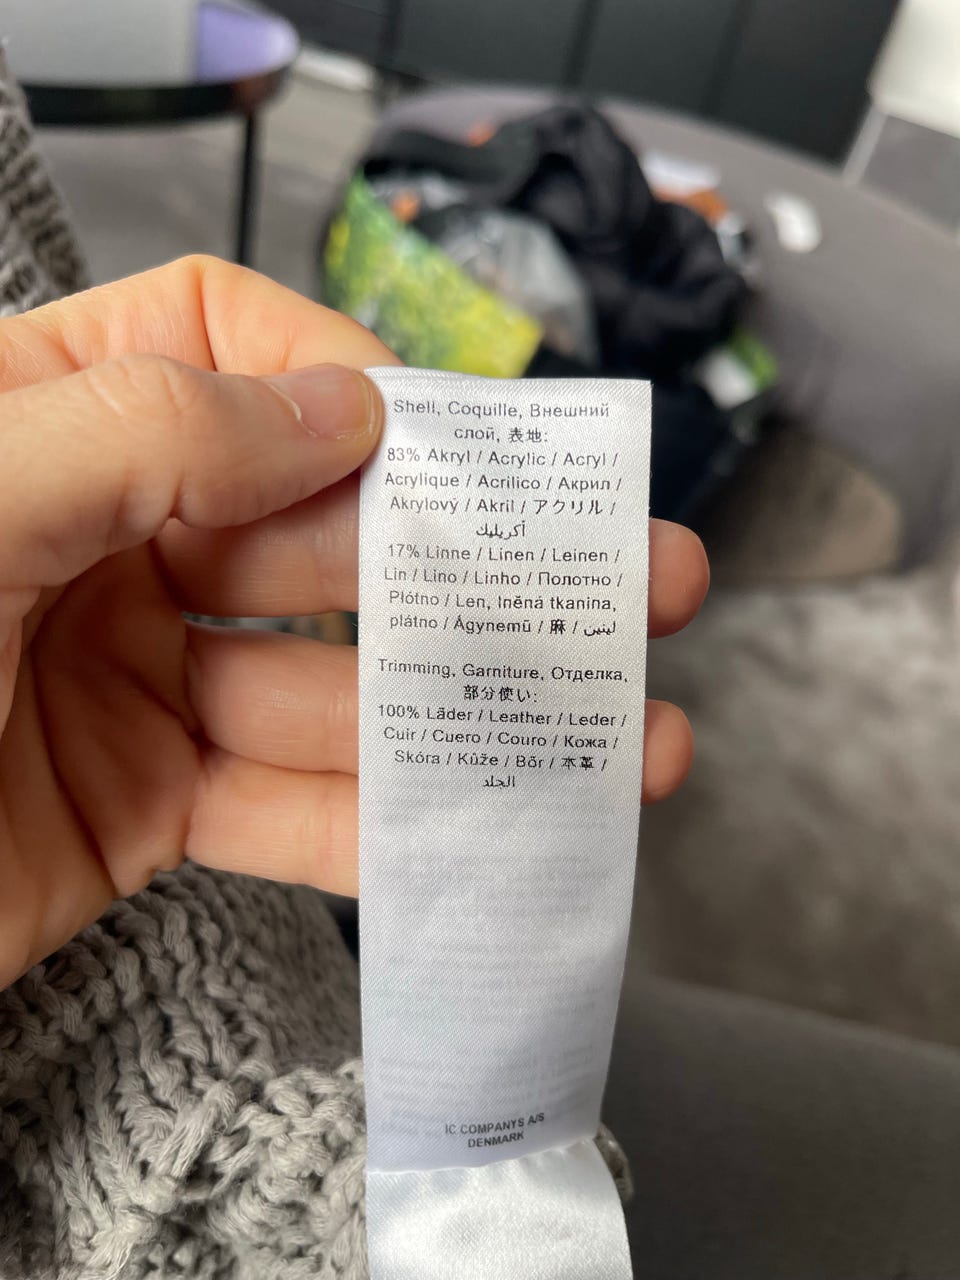 Shell, Coquille, Внешний
слой, 表地:
83% Akryl / Acrylic / Acryl /
Acrylique / Acrilico / Акрил /
Akrylový / Akril / アクリル /
أكريليك
17% Linne / Linen / Leinen /
Lin / Lino / Linho / Полотно /
Płótno / Len, lněná tkanina,
plátno / Ágynemű / 麻 / لينين
Trimming, Garniture, Отделка,
部分使い:
100% Läder / Leather / Leder /
Cuir / Cuero / Couro / Кожа /
Skóra / Kůže / Bőr / 本革 /
الجلد
IC COMPANYS A/S
DENMARK